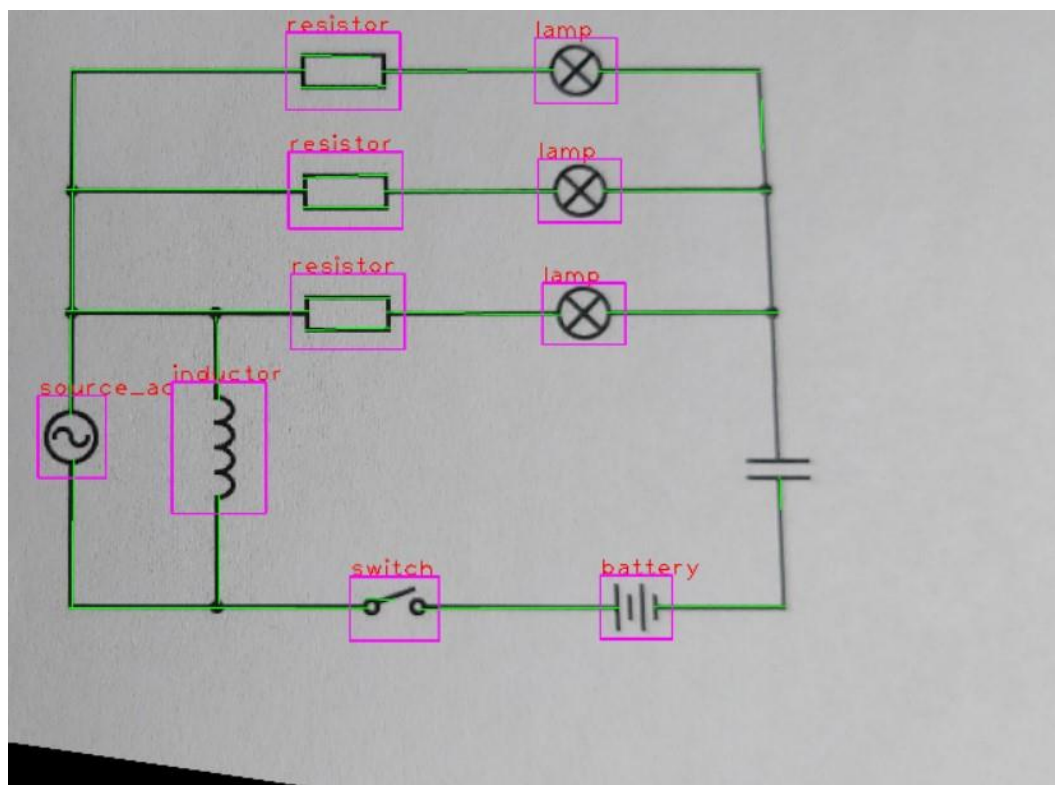 resistor
lamp
resistor
lamp
resistor
lamp
source_ac
inductor
switch
battery